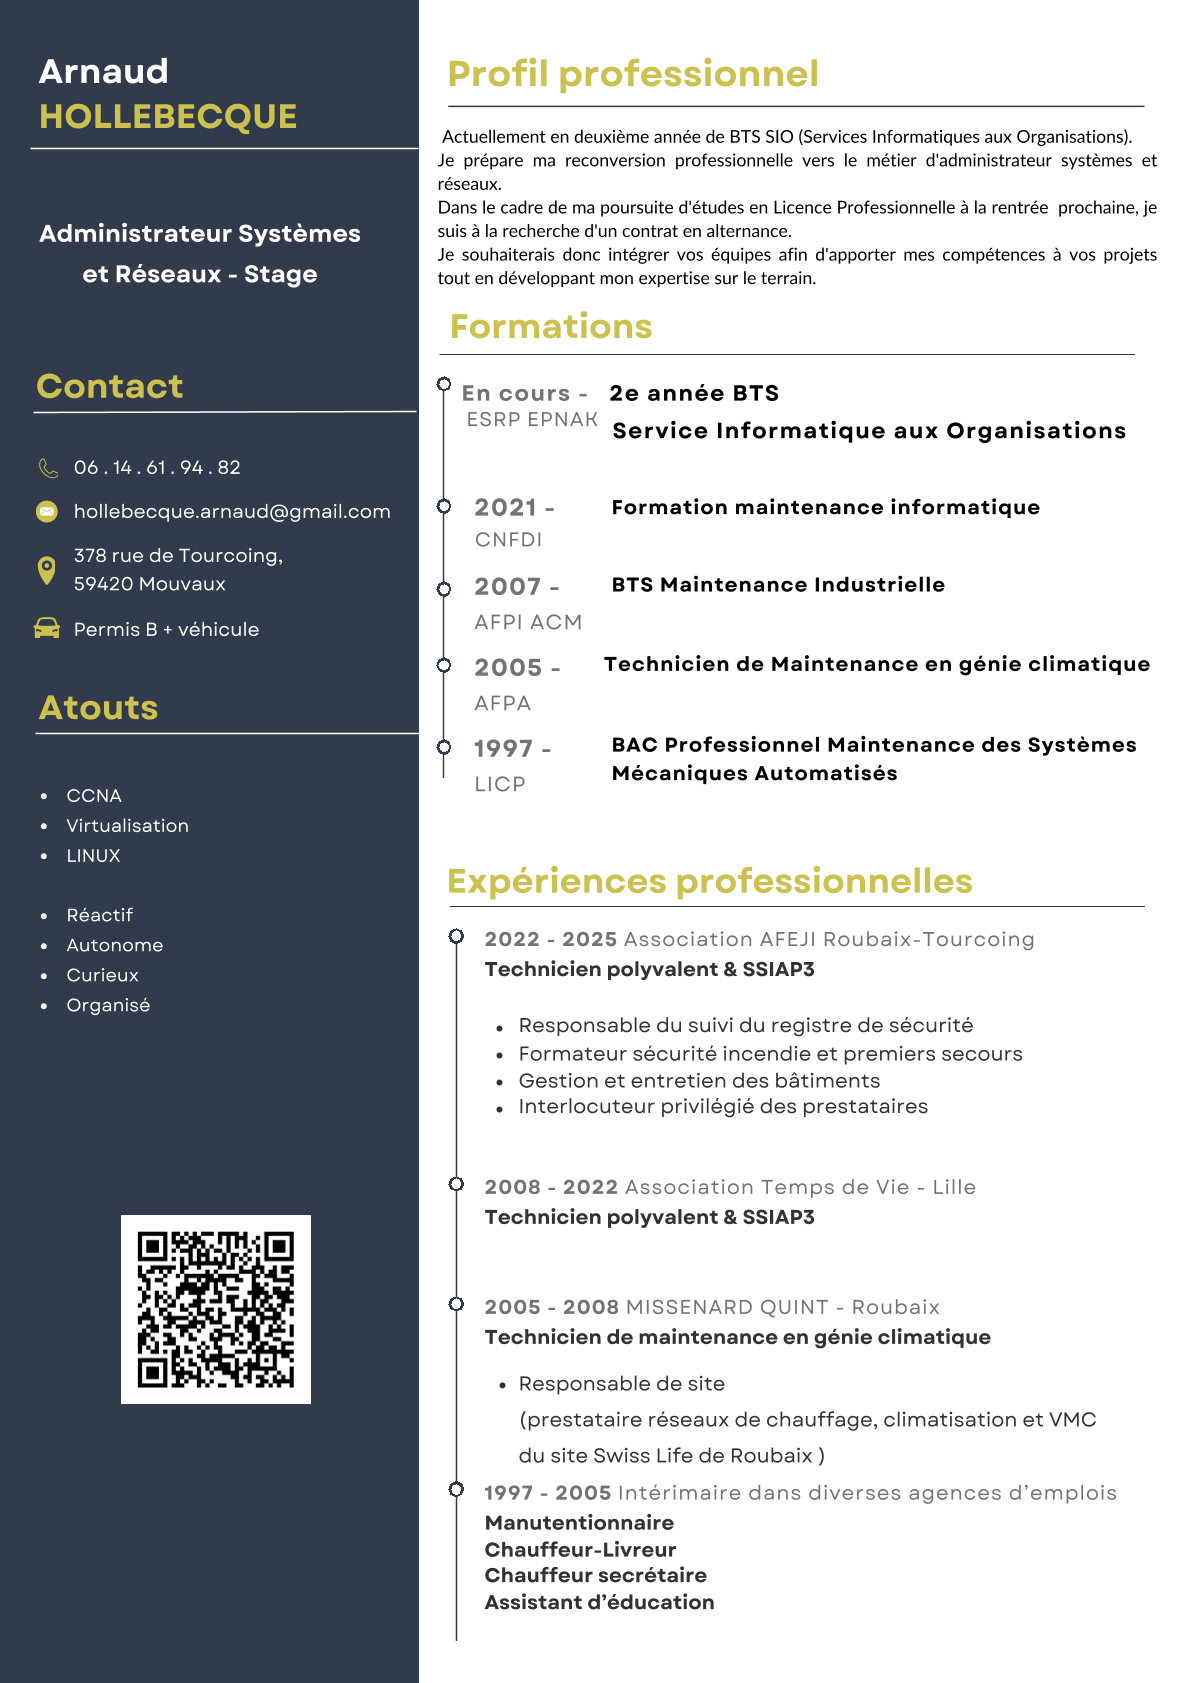 Arnaud
HOLLEBECQUE
Administrateur Systèmes
et Réseaux - Stage
Contact
06 . 14 . 61 . 94 . 82
hollebecque.arnaud@gmail.com
378 rue de Tourcoing,
59420 Mouvaux
Permis B + véhicule
Atouts
• CCNA
• Virtualisation
• LINUX
• Réactif
• Autonome
• Curieux
• Organisé
Profil professionnel
Actuellement en deuxième année de BTS SIO (Services Informatiques aux Organisations).
Je prépare ma reconversion professionnelle vers le métier d'administrateur systèmes et
réseaux.
Dans le cadre de ma poursuite d'études en Licence Professionnelle à la rentrée prochaine, je
suis à la recherche d'un contrat en alternance.
Je souhaiterais donc intégrer vos équipes afin d'apporter mes compétences à vos projets
tout en développant mon expertise sur le terrain.
Formations
En cours - 2e année BTS
ESRP EPNAK Service Informatique aux Organisations
2021 - Formation maintenance informatique
CNFDI
2007 - BTS Maintenance Industrielle
AFPI ACM
2005 - Technicien de Maintenance en génie climatique
AFPA
1997 - BAC Professionnel Maintenance des Systèmes
Mécaniques Automatisés
LICP
Expériences professionnelles
2022 - 2025 Association AFEJI Roubaix-Tourcoing
Technicien polyvalent & SSIAP3
• Responsable du suivi du registre de sécurité
• Formateur sécurité incendie et premiers secours
• Gestion et entretien des bâtiments
• Interlocuteur privilégié des prestataires
2008 - 2022 Association Temps de Vie - Lille
Technicien polyvalent & SSIAP3
2005 - 2008 MISSENARD QUINT - Roubaix
Technicien de maintenance en génie climatique
• Responsable de site
(prestataire réseaux de chauffage, climatisation et VMC
du site Swiss Life de Roubaix )
1997 - 2005 Intérimaire dans diverses agences d’emplois
Manutentionnaire
Chauffeur-Livreur
Chauffeur secrétaire
Assistant d’éducation